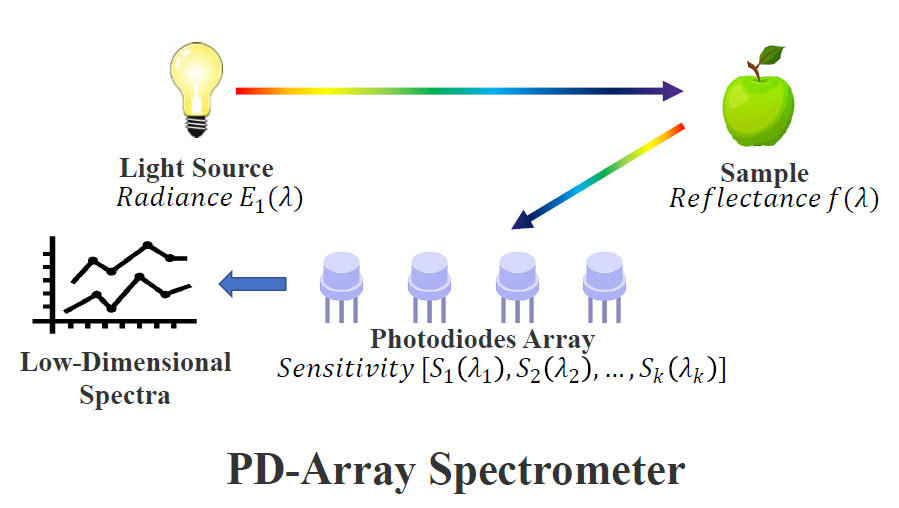 Light Source
Radiance E₁(λ)
Sample
Reflectance f(λ)
Photodiodes Array
Sensitivity [S₁(λ₁), S₂(λ₂), …, Sₖ(λₖ)]
Low-Dimensional
Spectra
PD-Array Spectrometer